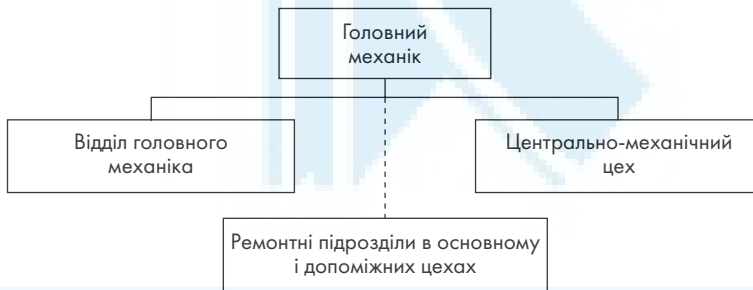 Головний
механік
Відділ головного
механіка
Центрально-механічний
цех
Ремонтні підрозділи в основному
і допоміжних цехах